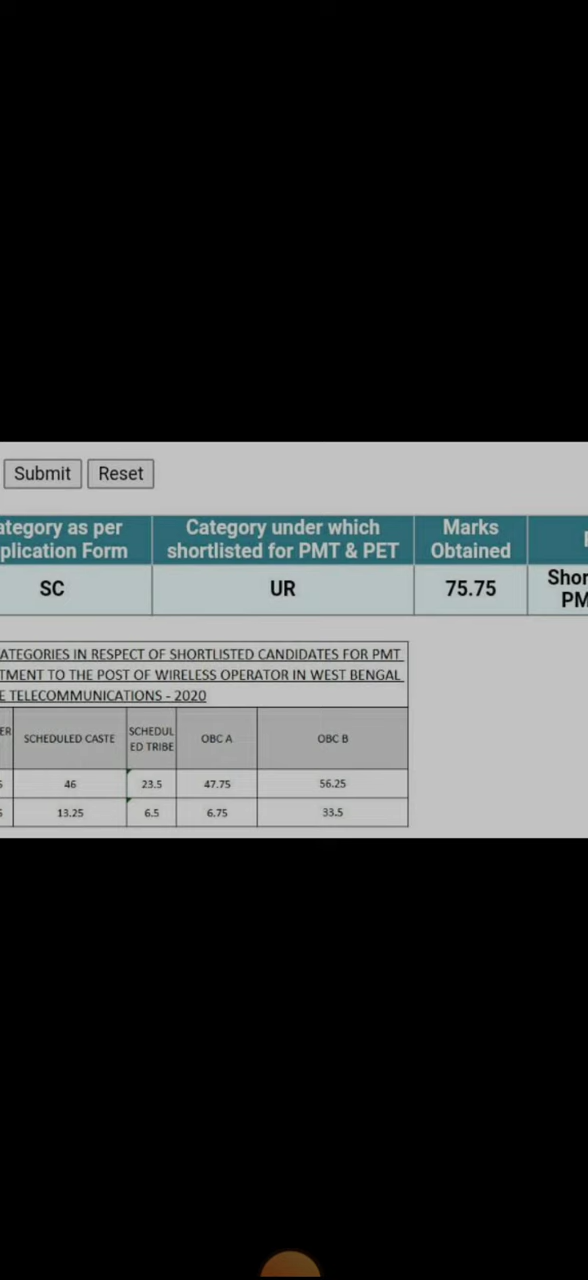 Submit Reset
ategory as per Category under which Marks
plication Form shortlisted for PMT & PET Obtained
SC UR 75.75 Shor
PM
ATEGORIES IN RESPECT OF SHORTLISTED CANDIDATES FOR PMT
TMENT TO THE POST OF WIRELESS OPERATOR IN WEST BENGAL
E TELECOMMUNICATIONS - 2020
ER SCHEDULED CASTE SCHEDUL OBC A OBC B
ED TRIBE
5 46 23.5 47.75 56.25
5 13.25 6.5 6.75 33.5